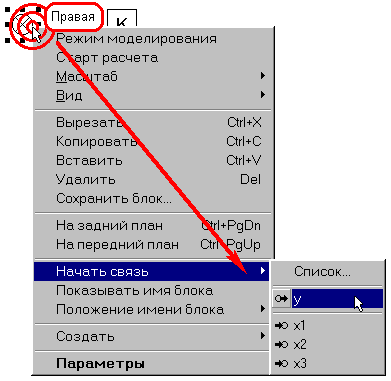 Правая
K
Режим моделирования
Старт расчета
Масштаб
Вид
Вырезать Ctrl+X
Копировать Ctrl+C
Вставить Ctrl+V
Удалить Del
Сохранить блок...
На задний план Ctrl+PgDn
На передний план Ctrl+PgUp
Начать связь
Список...
Показывать имя блока
y
Положение имени блока
x1
Создать
x2
Параметры
x3